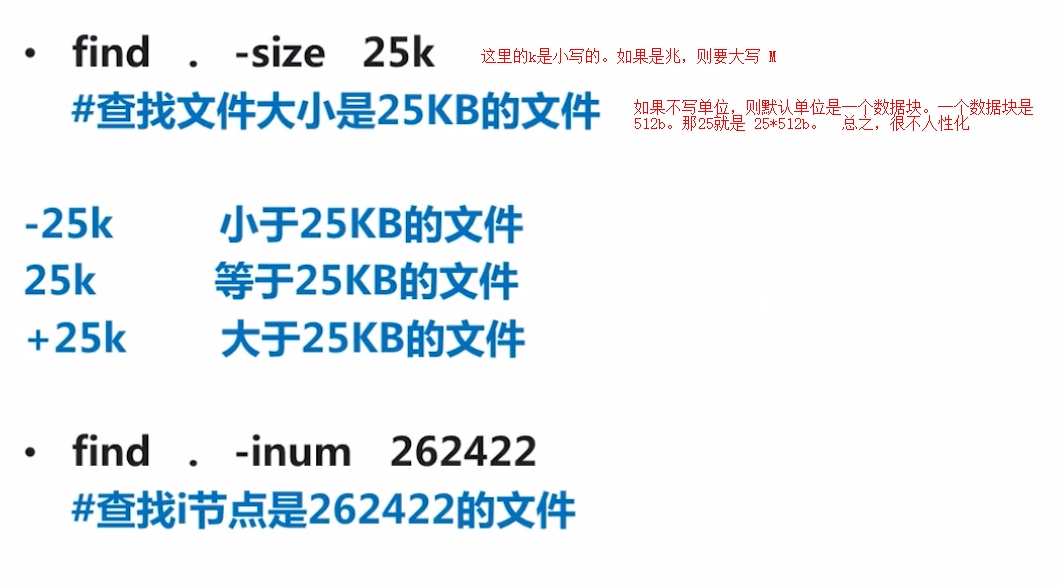 • find . -size 25k 这里的k是小写的。如果是兆，则要大写 M
#查找文件大小是25KB的文件 如果不写单位，则默认单位是一个数据块。一个数据块是
512b。那25就是 25*512b。 总之，很不人性化
-25k 小于25KB的文件
25k 等于25KB的文件
+25k 大于25KB的文件
• find . -inum 262422
#查找i节点是262422的文件